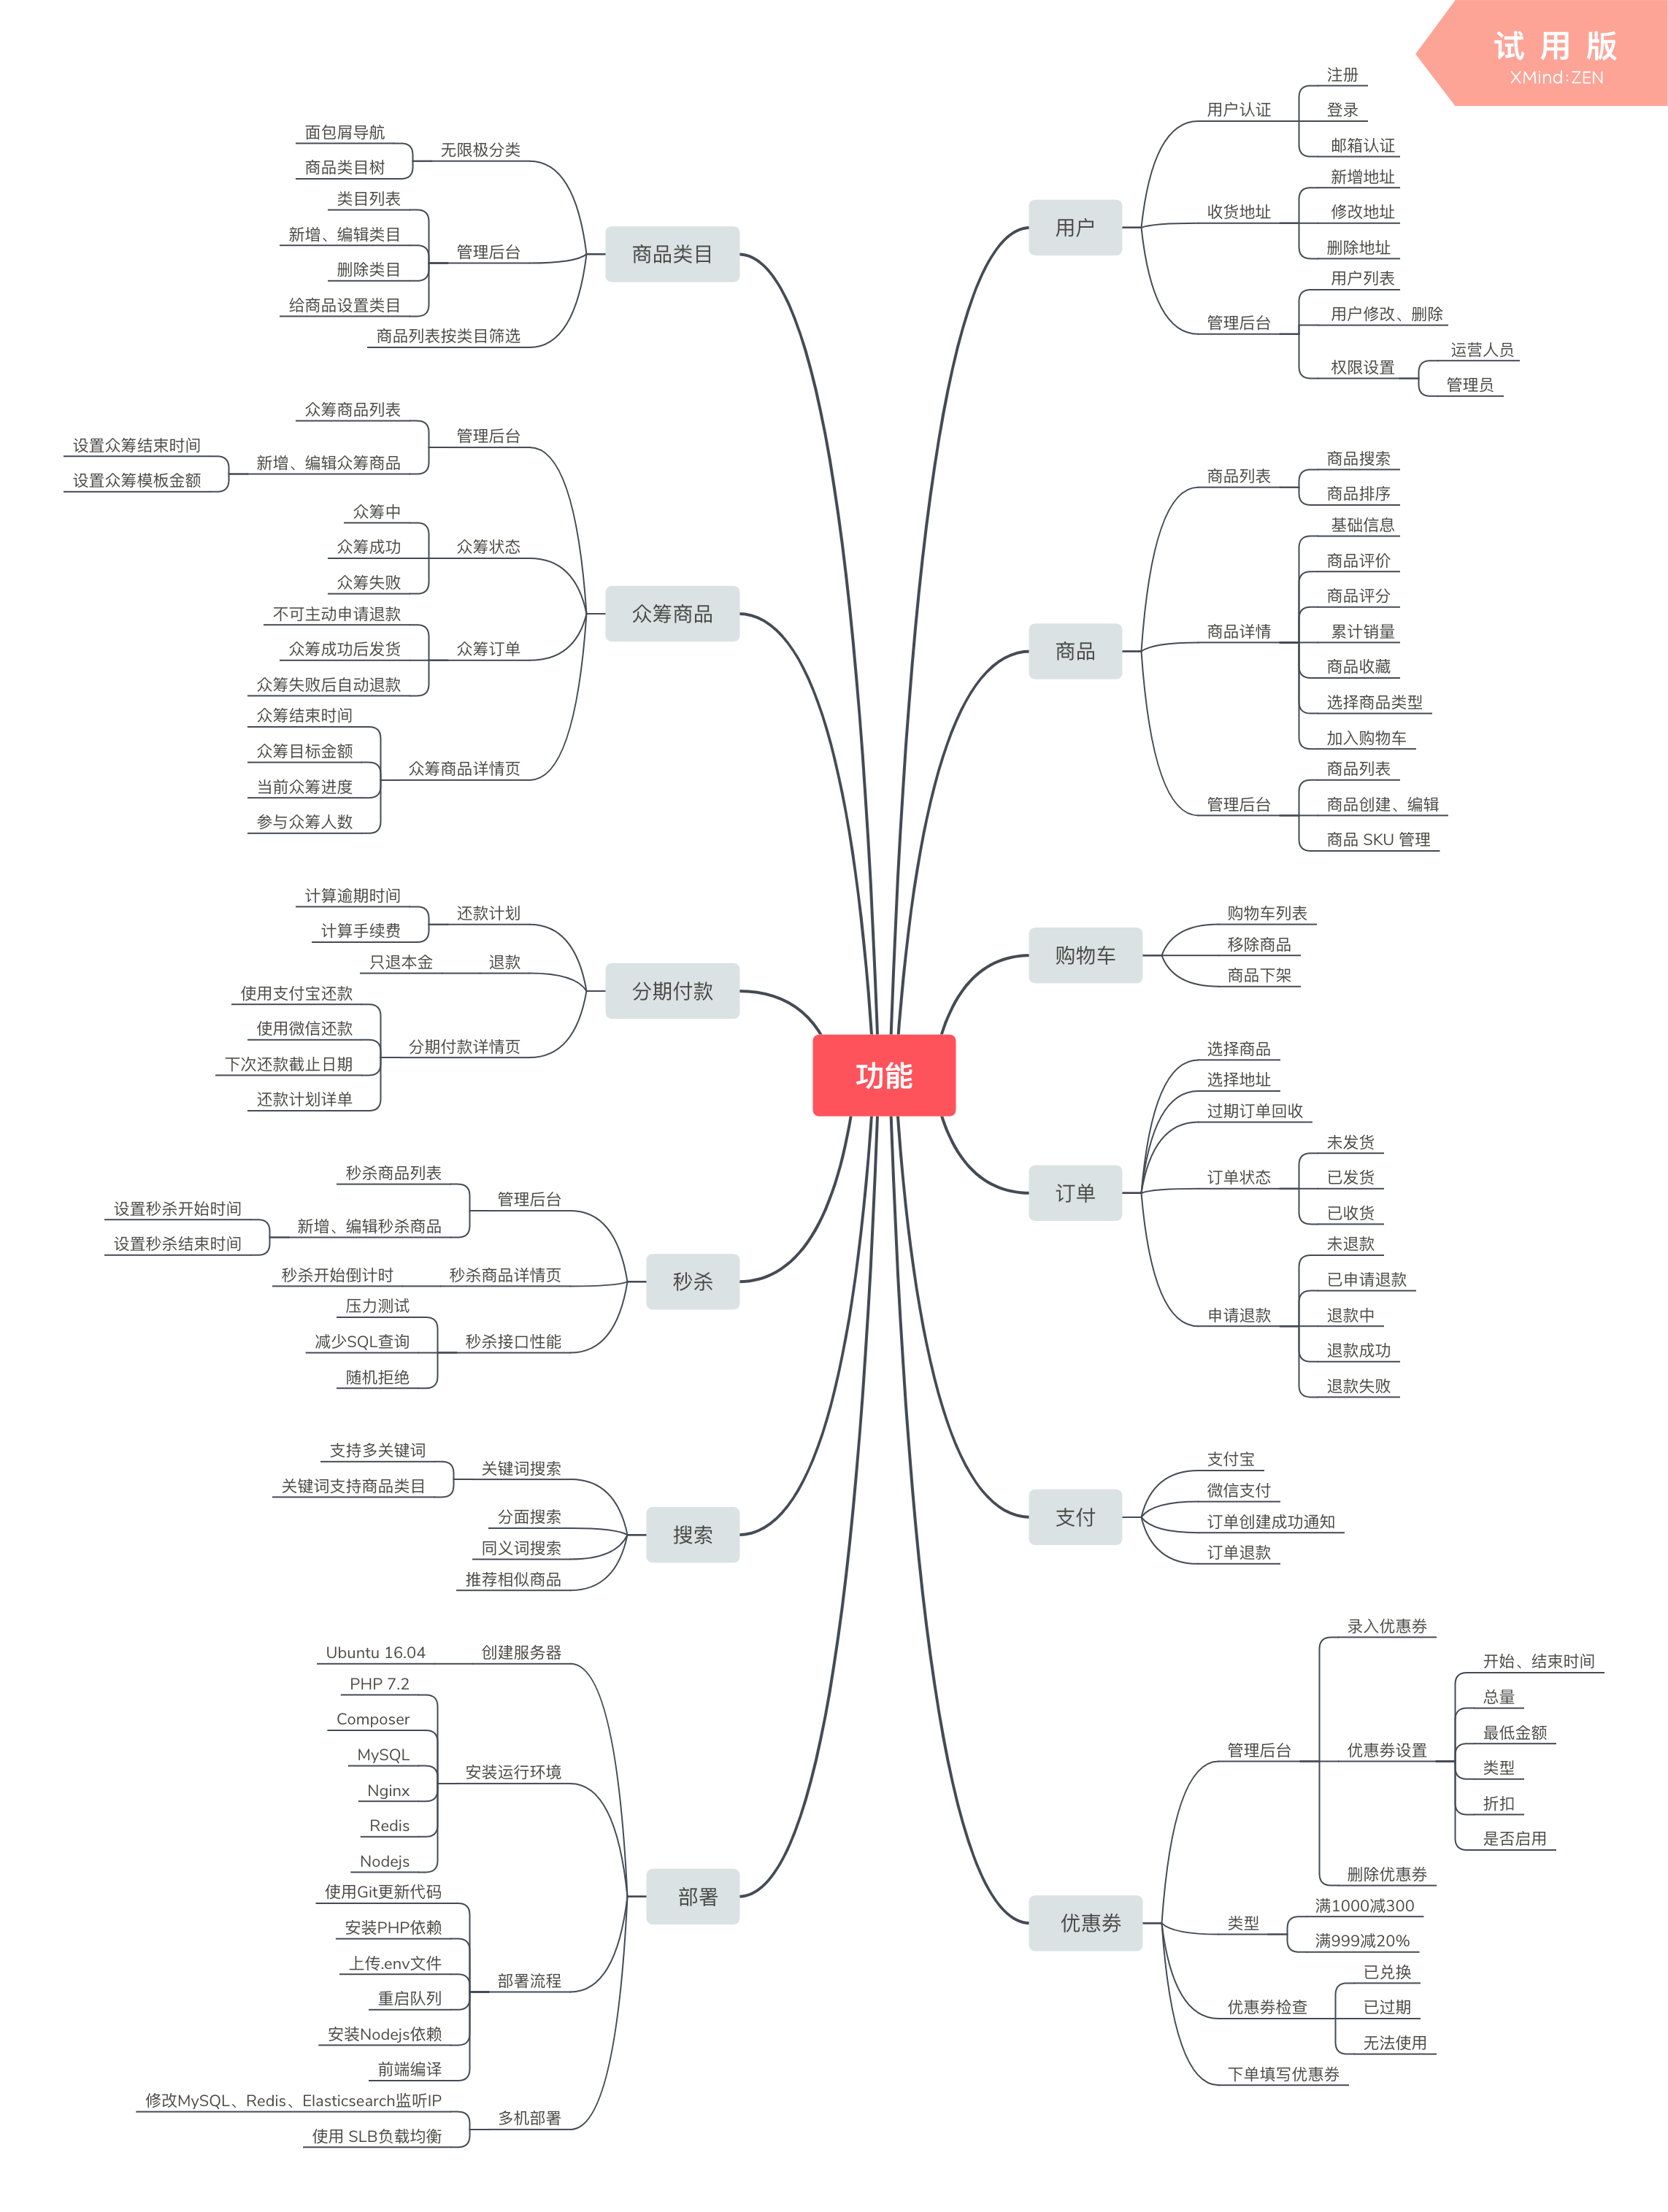 试用版
XMind:ZEN
功能
用户
用户认证
注册
登录
邮箱认证
收货地址
新增地址
修改地址
删除地址
管理后台
用户列表
用户修改、删除
权限设置
运营人员
管理员
商品
商品列表
商品搜索
商品排序
商品详情
基础信息
商品评价
商品评分
累计销量
商品收藏
选择商品类型
加入购物车
管理后台
商品列表
商品创建、编辑
商品 SKU 管理
购物车
购物车列表
移除商品
商品下架
订单
选择商品
选择地址
过期订单回收
订单状态
未发货
已发货
已收货
申请退款
未退款
已申请退款
退款中
退款成功
退款失败
支付
支付宝
微信支付
订单创建成功通知
订单退款
优惠券
管理后台
录入优惠券
优惠券设置
开始、结束时间
总量
最低金额
类型
折扣
是否启用
删除优惠券
类型
满1000减300
满999减20%
优惠券检查
已兑换
已过期
无法使用
下单填写优惠券
商品类目
无限极分类
面包屑导航
商品类目树
管理后台
类目列表
新增、编辑类目
删除类目
给商品设置类目
商品列表按类目筛选
众筹商品
管理后台
众筹商品列表
新增、编辑众筹商品
设置众筹结束时间
设置众筹模板金额
众筹状态
众筹中
众筹成功
众筹失败
众筹订单
不可主动申请退款
众筹成功后发货
众筹失败后自动退款
众筹商品详情页
众筹结束时间
众筹目标金额
当前众筹进度
参与众筹人数
分期付款
还款计划
计算逾期时间
计算手续费
退款
只退本金
分期付款详情页
使用支付宝还款
使用微信还款
下次还款截止日期
还款计划详单
秒杀
管理后台
秒杀商品列表
新增、编辑秒杀商品
设置秒杀开始时间
设置秒杀结束时间
秒杀商品详情页
秒杀开始倒计时
秒杀接口性能
压力测试
减少SQL查询
随机拒绝
搜索
关键词搜索
支持多关键词
关键词支持商品类目
分面搜索
同义词搜索
推荐相似商品
部署
创建服务器
Ubuntu 16.04
安装运行环境
PHP 7.2
Composer
MySQL
Nginx
Redis
Nodejs
部署流程
使用Git更新代码
安装PHP依赖
上传.env文件
重启队列
安装Nodejs依赖
前端编译
多机部署
修改MySQL、Redis、Elasticsearch监听IP
使用 SLB负载均衡